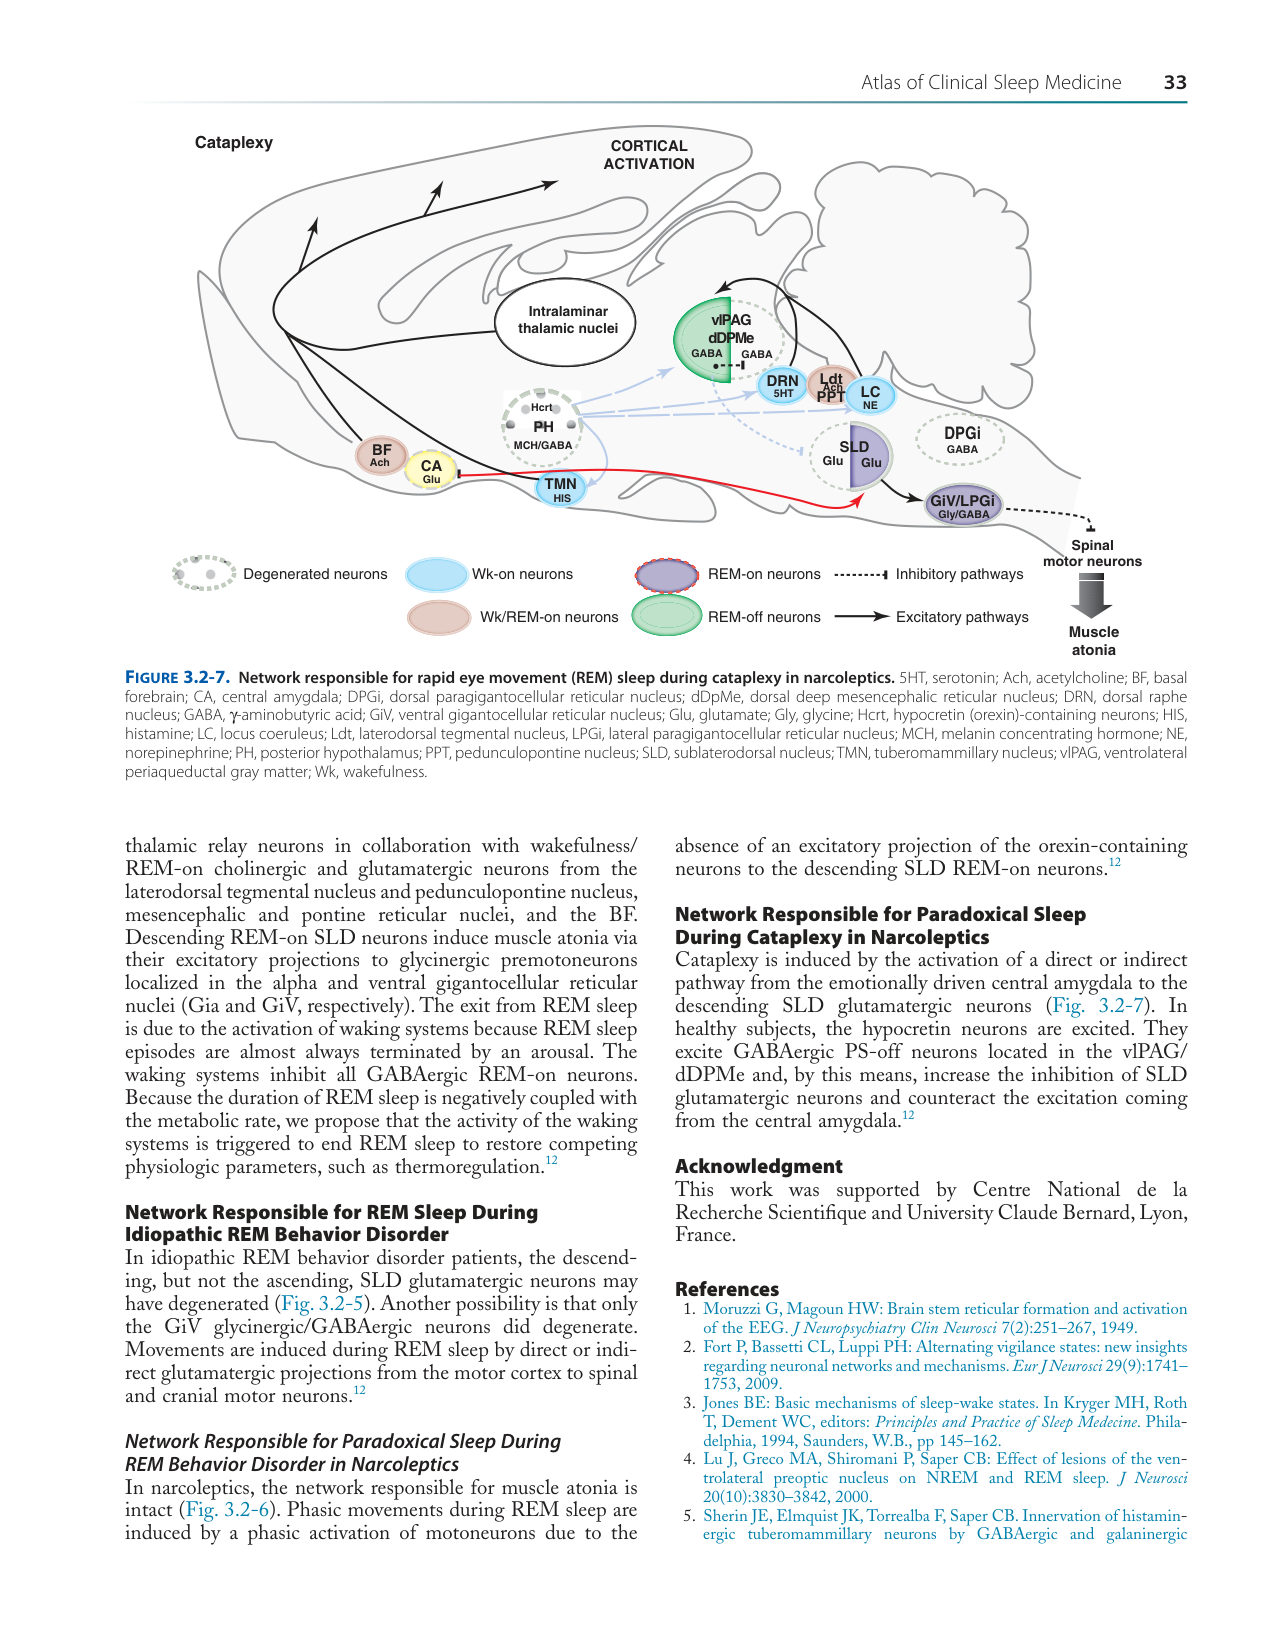 Atlas of Clinical Sleep Medicine 33
Cataplexy
CORTICAL
ACTIVATION
Intralaminar
thalamic nuclei
vlPAG
dDPMe
GABA GABA
DRN
5HT
Ldt
Ach
PPT
LC
NE
Hcrt
PH
MCH/GABA
BF
Ach
CA
Glu
TMN
HIS
SLD
Glu Glu
DPGi
GABA
GiV/LPGi
Gly/GABA
Spinal
motor neurons
Muscle
atonia
Degenerated neurons
Wk-on neurons
REM-on neurons
Inhibitory pathways
Wk/REM-on neurons
REM-off neurons
Excitatory pathways
FIGURE 3.2-7. Network responsible for rapid eye movement (REM) sleep during cataplexy in narcoleptics. 5HT, serotonin; Ach, acetylcholine; BF, basal
forebrain; CA, central amygdala; DPGi, dorsal paragigantocellular reticular nucleus; dDpMe, dorsal deep mesencephalic reticular nucleus; DRN, dorsal raphe
nucleus; GABA, γ-aminobutyric acid; GiV, ventral gigantocellular reticular nucleus; Glu, glutamate; Gly, glycine; Hcrt, hypocretin (orexin)-containing neurons; HIS,
histamine; LC, locus coeruleus; Ldt, laterodorsal tegmental nucleus, LPGi, lateral paragigantocellular reticular nucleus; MCH, melanin concentrating hormone; NE,
norepinephrine; PH, posterior hypothalamus; PPT, pedunculopontine nucleus; SLD, sublaterodorsal nucleus; TMN, tuberomammillary nucleus; vlPAG, ventrolateral
periaqueductal gray matter; Wk, wakefulness.
thalamic relay neurons in collaboration with wakefulness/
REM-on cholinergic and glutamatergic neurons from the
laterodorsal tegmental nucleus and pedunculopontine nucleus,
mesencephalic and pontine reticular nuclei, and the BF.
Descending REM-on SLD neurons induce muscle atonia via
their excitatory projections to glycinergic premotoneurons
localized in the alpha and ventral gigantocellular reticular
nuclei (Gia and GiV, respectively). The exit from REM sleep
is due to the activation of waking systems because REM sleep
episodes are almost always terminated by an arousal. The
waking systems inhibit all GABAergic REM-on neurons.
Because the duration of REM sleep is negatively coupled with
the metabolic rate, we propose that the activity of the waking
systems is triggered to end REM sleep to restore competing
physiologic parameters, such as thermoregulation.12
Network Responsible for REM Sleep During
Idiopathic REM Behavior Disorder
In idiopathic REM behavior disorder patients, the descend-
ing, but not the ascending, SLD glutamatergic neurons may
have degenerated (Fig. 3.2-5). Another possibility is that only
the GiV glycinergic/GABAergic neurons did degenerate.
Movements are induced during REM sleep by direct or indi-
rect glutamatergic projections from the motor cortex to spinal
and cranial motor neurons.12
Network Responsible for Paradoxical Sleep During
REM Behavior Disorder in Narcoleptics
In narcoleptics, the network responsible for muscle atonia is
intact (Fig. 3.2-6). Phasic movements during REM sleep are
induced by a phasic activation of motoneurons due to the
absence of an excitatory projection of the orexin-containing
neurons to the descending SLD REM-on neurons.12
Network Responsible for Paradoxical Sleep
During Cataplexy in Narcoleptics
Cataplexy is induced by the activation of a direct or indirect
pathway from the emotionally driven central amygdala to the
descending SLD glutamatergic neurons (Fig. 3.2-7). In
healthy subjects, the hypocretin neurons are excited. They
excite GABAergic PS-off neurons located in the vlPAG/
dDPMe and, by this means, increase the inhibition of SLD
glutamatergic neurons and counteract the excitation coming
from the central amygdala.12
Acknowledgment
This work was supported by Centre National de la
Recherche Scientifique and University Claude Bernard, Lyon,
France.
References
1. Moruzzi G, Magoun HW: Brain stem reticular formation and activation
of the EEG. J Neuropsychiatry Clin Neurosci 7(2):251–267, 1949.
2. Fort P, Bassetti CL, Luppi PH: Alternating vigilance states: new insights
regarding neuronal networks and mechanisms. Eur J Neurosci 29(9):1741–
1753, 2009.
3. Jones BE: Basic mechanisms of sleep-wake states. In Kryger MH, Roth
T, Dement WC, editors: Principles and Practice of Sleep Medecine. Phila-
delphia, 1994, Saunders, W.B., pp 145–162.
4. Lu J, Greco MA, Shiromani P, Saper CB: Effect of lesions of the ven-
trolateral preoptic nucleus on NREM and REM sleep. J Neurosci
20(10):3830–3842, 2000.
5. Sherin JE, Elmquist JK, Torrealba F, Saper CB. Innervation of histamin-
ergic tuberomammillary neurons by GABAergic and galaninergic